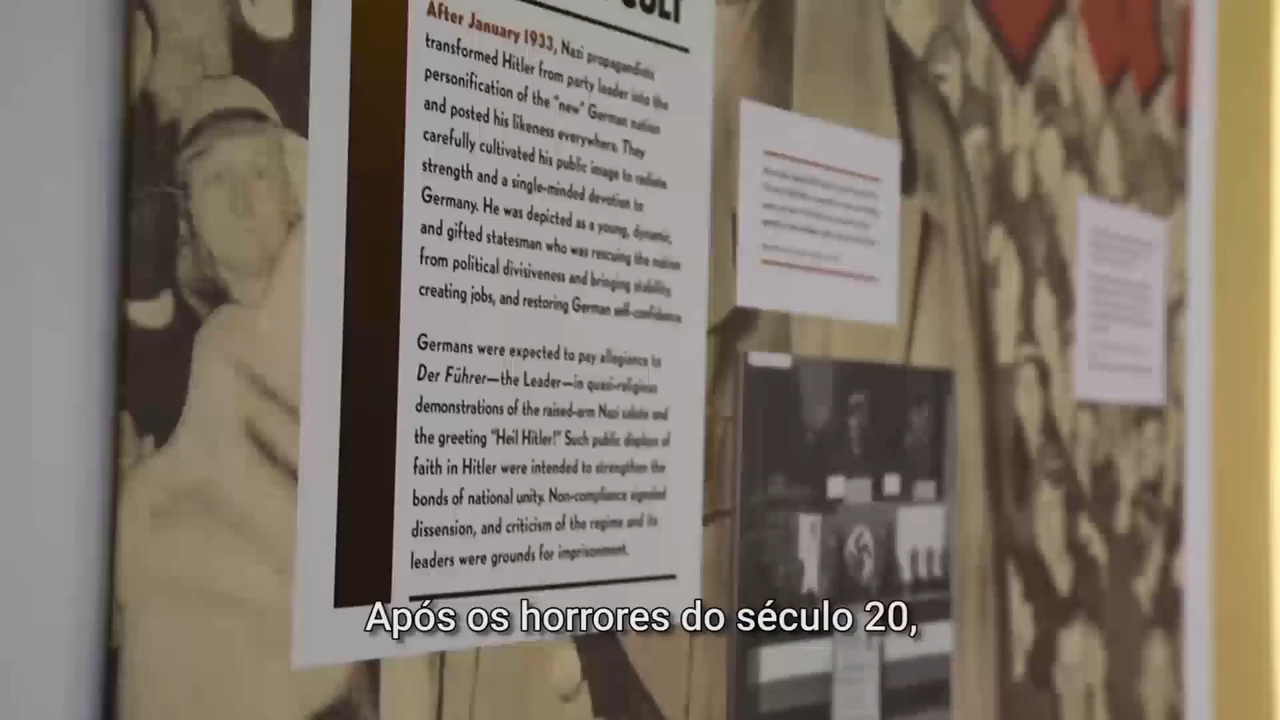 CULT
After January 1933, Nazi propagandists
transformed Hitler from party leader into the
personification of the "new" German nation
and posted his likeness everywhere. They
carefully cultivated his public image to radiate
strength and a single-minded devotion to
Germany. He was depicted as a young, dynamic,
and gifted statesman who was rescuing the nation
from political divisiveness and bringing stability,
creating jobs, and restoring German self-confidence.
Germans were expected to pay allegiance to
Der Führer—the Leader—in quasi-religious
demonstrations of the raised-arm Nazi salute and
the greeting "Heil Hitler!" Such public displays of
faith in Hitler were intended to strengthen the
bonds of national unity. Non-compliance signaled
dissension, and criticism of the regime and its
leaders were grounds for imprisonment.
Após os horrores do século 20,